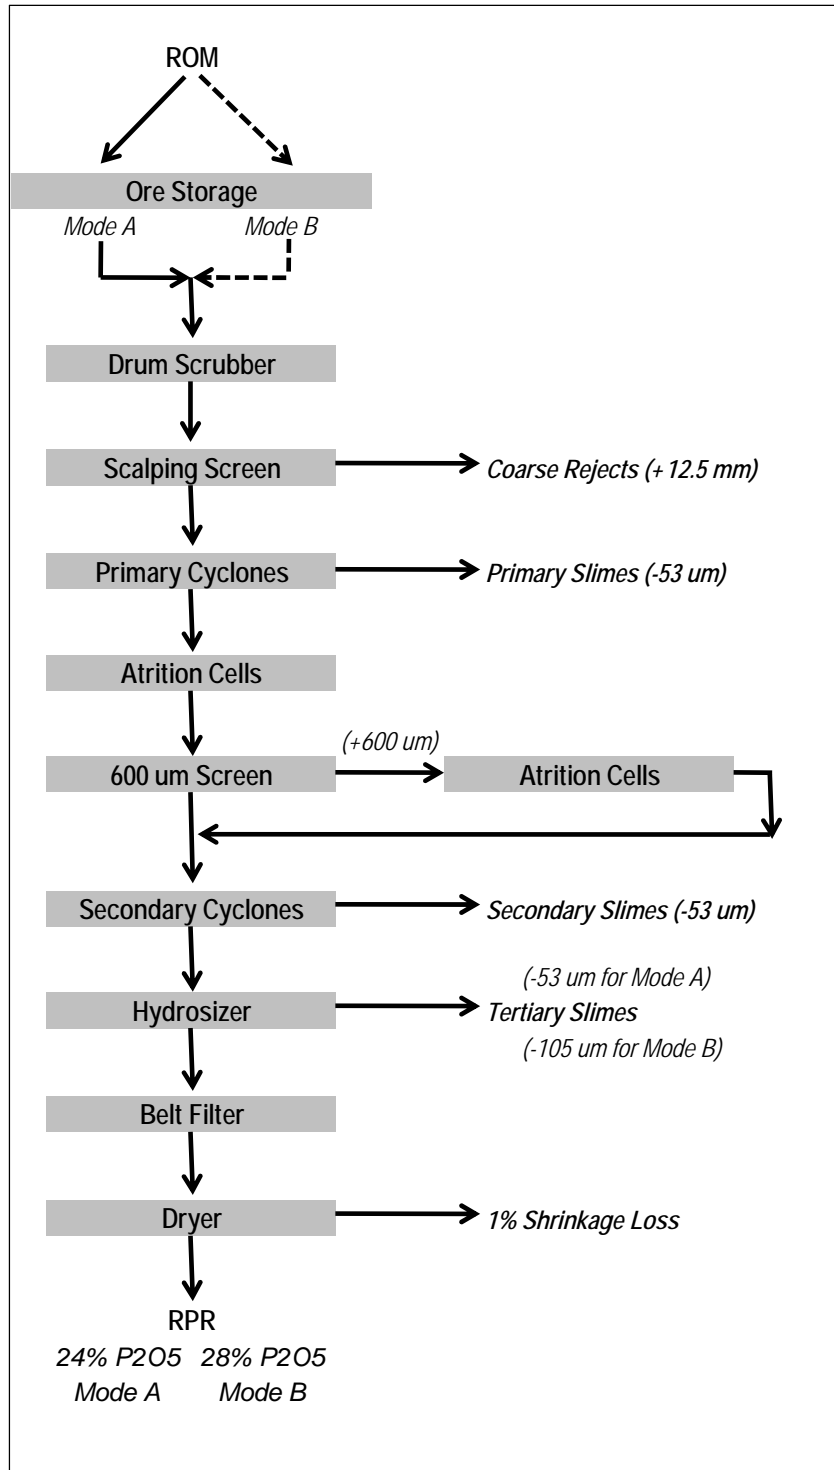 ROM
Ore Storage
Mode A Mode B
Drum Scrubber
Scalping Screen
Coarse Rejects (+ 12.5 mm)
Primary Cyclones
Primary Slimes (-53 um)
Atrition Cells
(+600 um)
600 um Screen
Atrition Cells
Secondary Cyclones
Secondary Slimes (-53 um)
(-53 um for Mode A)
Hydrosizer
Tertiary Slimes
(-105 um for Mode B)
Belt Filter
Dryer
1% Shrinkage Loss
RPR
24% P2O5 28% P2O5
Mode A Mode B